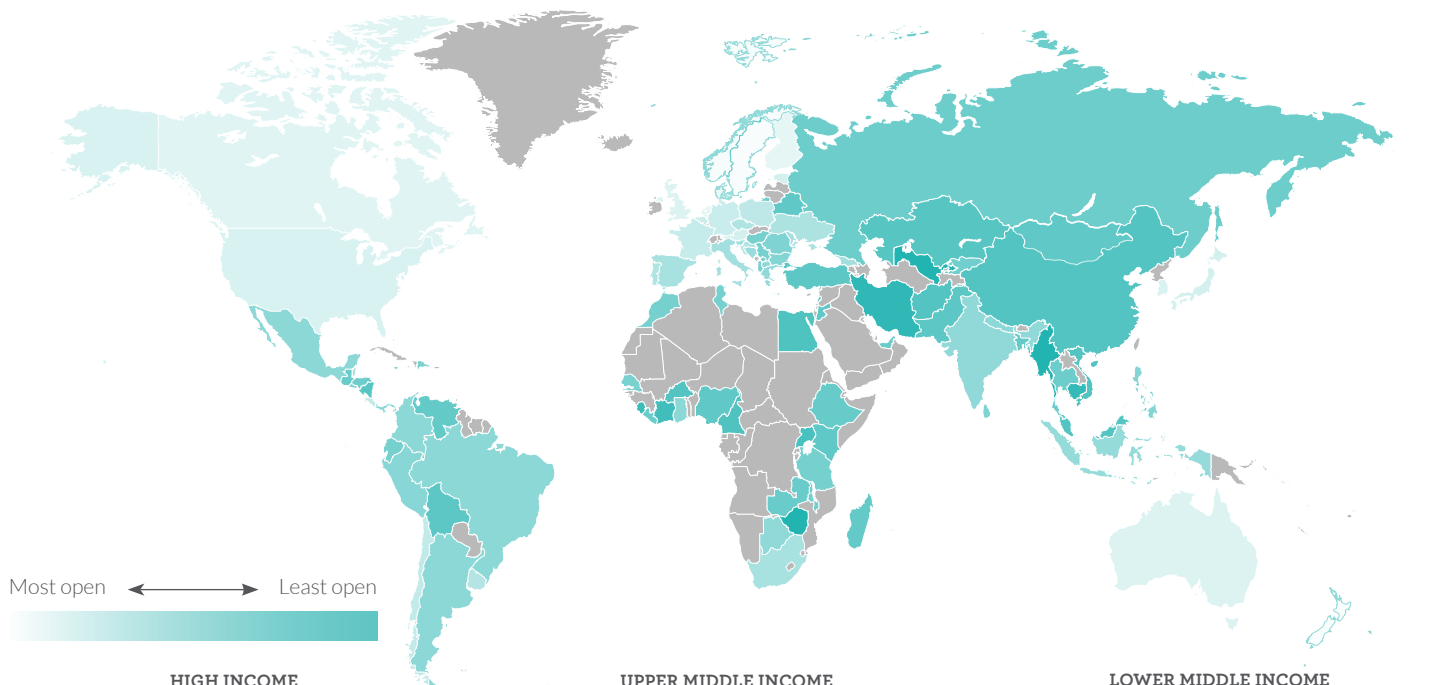 Most open
Least open
HIGH INCOME
UPPER MIDDLE INCOME
LOWER MIDDLE INCOME